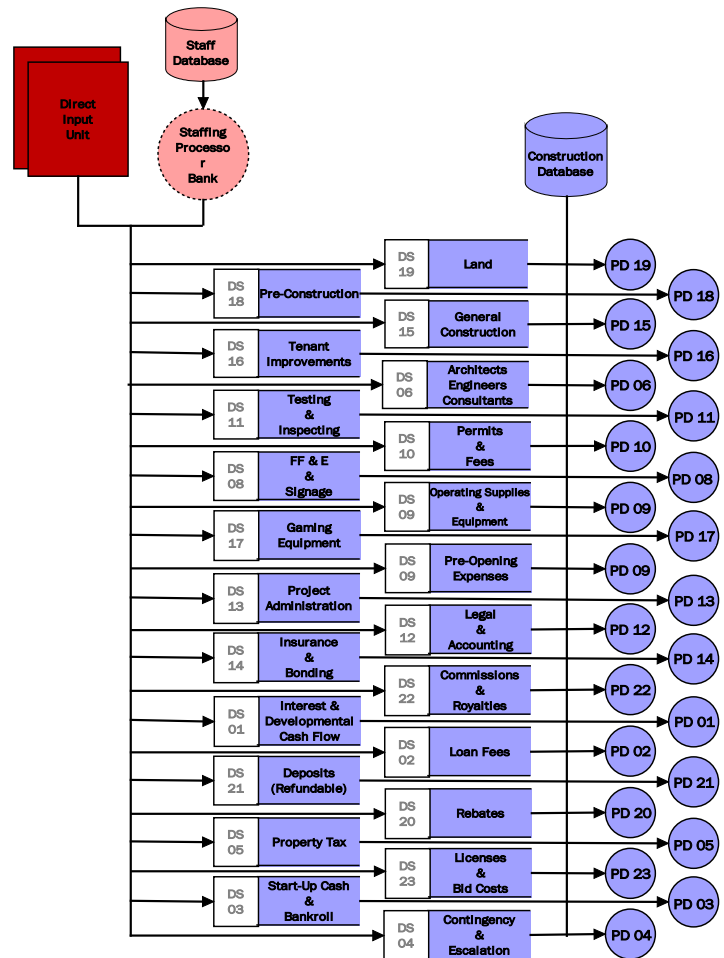 Staff
Database
Direct
Input
Unit
Staffing
Processo
r
Bank
Construction
Database
DS
19
Land
PD 19
DS
18
Pre-Construction
PD 18
DS
15
General
Construction
PD 15
DS
16
Tenant
Improvements
PD 16
DS
06
Architects
Engineers
Consultants
PD 06
DS
11
Testing
&
Inspecting
PD 11
DS
10
Permits
&
Fees
PD 10
DS
08
FF & E
&
Signage
PD 08
DS
09
Operating Supplies
&
Equipment
PD 09
DS
17
Gaming
Equipment
PD 17
DS
09
Pre-Opening
Expenses
PD 09
DS
13
Project
Administration
PD 13
DS
12
Legal
&
Accounting
PD 12
DS
14
Insurance
&
Bonding
PD 14
DS
22
Commissions
&
Royalties
PD 22
DS
01
Interest &
Developmental
Cash Flow
PD 01
DS
02
Loan Fees
PD 02
DS
21
Deposits
(Refundable)
PD 21
DS
20
Rebates
PD 20
DS
05
Property Tax
PD 05
DS
23
Licenses
&
Bid Costs
PD 23
DS
03
Start-Up Cash
&
Bankroll
PD 03
DS
04
Contingency
&
Escalation
PD 04